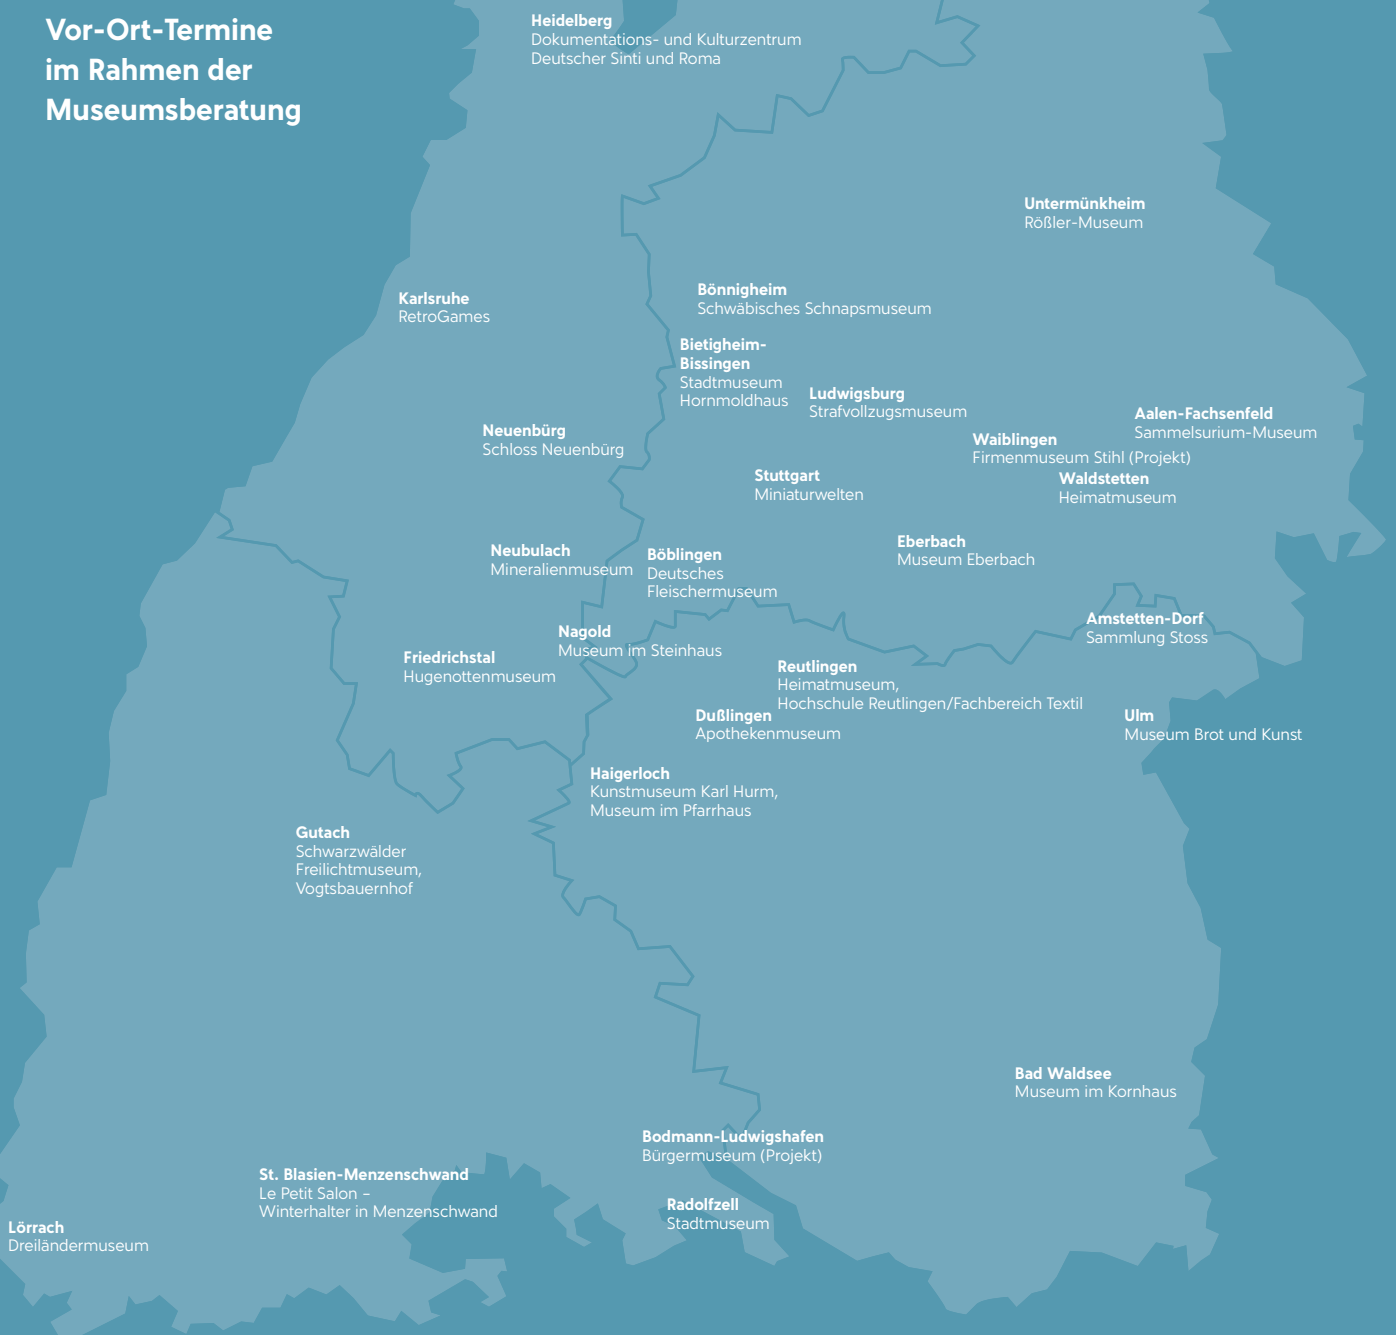 Vor-Ort-Termine
im Rahmen der
Museumsberatung
Heidelberg
Dokumentations- und Kulturzentrum
Deutscher Sinti und Roma
Untermünkheim
Rößler-Museum
Karlsruhe
RetroGames
Bönnigheim
Schwäbisches Schnapsmuseum
Bietigheim-
Bissingen
Stadtmuseum
Hornmoldhaus
Ludwigsburg
Strafvollzugsmuseum
Aalen-Fachsenfeld
Sammelsurium-Museum
Neuenbürg
Schloss Neuenbürg
Waiblingen
Firmenmuseum Stihl (Projekt)
Stuttgart
Miniaturwelten
Waldstetten
Heimatmuseum
Eberbach
Museum Eberbach
Neubulach
Mineralienmuseum
Böblingen
Deutsches
Fleischermuseum
Amstetten-Dorf
Sammlung Stoss
Nagold
Museum im Steinhaus
Friedrichstal
Hugenottenmuseum
Reutlingen
Heimatmuseum,
Hochschule Reutlingen/Fachbereich Textil
Dußlingen
Apothekenmuseum
Ulm
Museum Brot und Kunst
Haigerloch
Kunstmuseum Karl Hurm,
Museum im Pfarrhaus
Gutach
Schwarzwälder
Freilichtmuseum,
Vogtsbauernhof
Bad Waldsee
Museum im Kornhaus
Bodmann-Ludwigshafen
Bürgermuseum (Projekt)
St. Blasien-Menzenschwand
Le Petit Salon –
Winterhalter in Menzenschwand
Radolfzell
Stadtmuseum
Lörrach
Dreiländermuseum